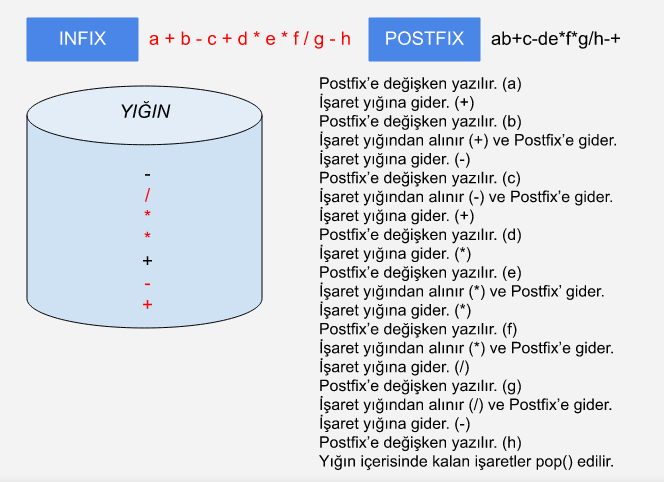 INFIX a + b - c + d * e * f / g - h POSTFIX ab+c-de*f*g/h-+
YIĞIN
-
/
*
*
+
-
+
Postfix'e değişken yazılır. (a)
İşaret yığına gider. (+)
Postfix'e değişken yazılır. (b)
İşaret yığından alınır (+) ve Postfix'e gider.
İşaret yığına gider. (-)
Postfix'e değişken yazılır. (c)
İşaret yığından alınır (-) ve Postfix'e gider.
İşaret yığına gider. (+)
Postfix'e değişken yazılır. (d)
İşaret yığına gider. (*)
Postfix'e değişken yazılır. (e)
İşaret yığından alınır (*) ve Postfix' gider.
İşaret yığına gider. (*)
Postfix'e değişken yazılır. (f)
İşaret yığından alınır (*) ve Postfix'e gider.
İşaret yığına gider. (/)
Postfix'e değişken yazılır. (g)
İşaret yığından alınır (/) ve Postfix'e gider.
İşaret yığına gider. (-)
Postfix'e değişken yazılır. (h)
Yığın içerisinde kalan işaretler pop() edilir.